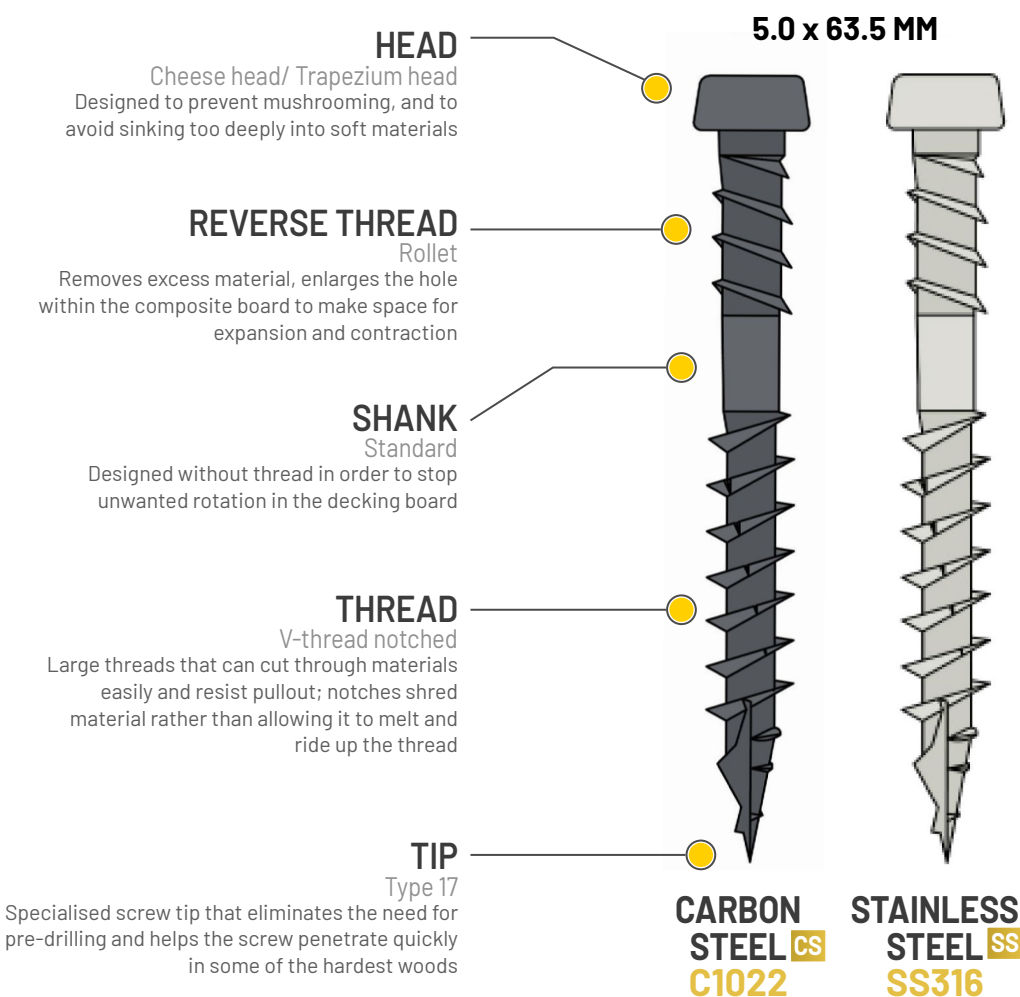 5.0 x 63.5 MM
HEAD
Cheese head/ Trapezium head
Designed to prevent mushrooming, and to
avoid sinking too deeply into soft materials
REVERSE THREAD
Rollet
Removes excess material, enlarges the hole
within the composite board to make space for
expansion and contraction
SHANK
Standard
Designed without thread in order to stop
unwanted rotation in the decking board
THREAD
V-thread notched
Large threads that can cut through materials
easily and resist pullout; notches shred
material rather than allowing it to melt and
ride up the thread
TIP
Type 17
Specialised screw tip that eliminates the need for
pre-drilling and helps the screw penetrate quickly
in some of the hardest woods
CARBON
STEEL CS
C1022
STAINLESS
STEEL SS
SS316